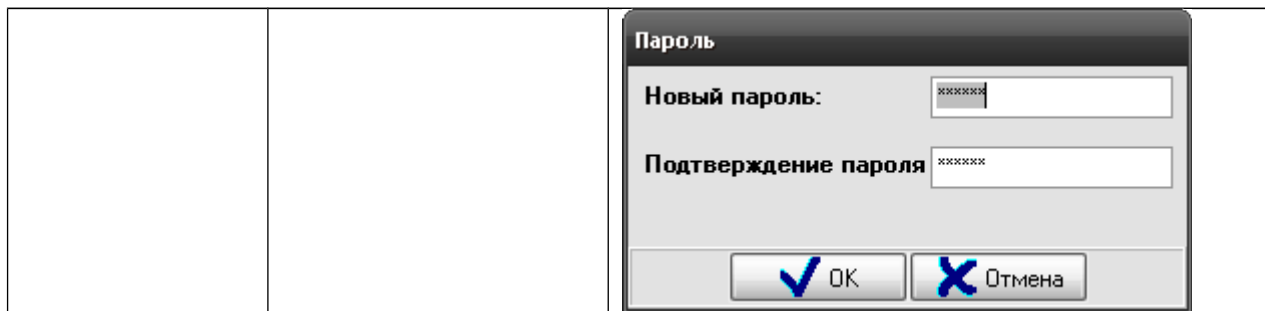 Пароль
Новый пароль: ******
Подтверждение пароля ******
OK Отмена